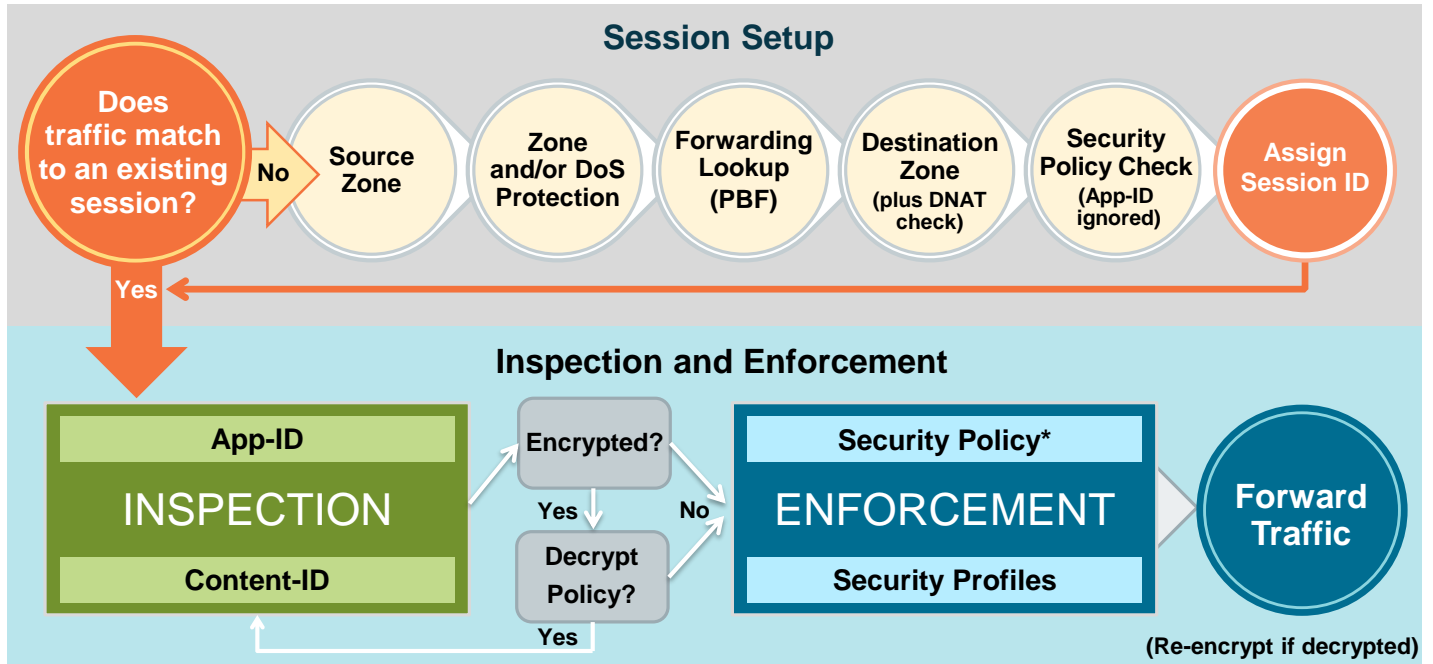 Session Setup
Does
traffic match
to an existing
session?
No
Source
Zone
Zone
and/or DoS
Protection
Forwarding
Lookup
(PBF)
Destination
Zone
(plus DNAT
check)
Security
Policy Check
(App-ID
ignored)
Assign
Session ID
Yes
Inspection and Enforcement
App-ID
INSPECTION
Content-ID
Encrypted?
Yes
No
Decrypt
Policy?
Yes
Security Policy*
ENFORCEMENT
Security Profiles
Forward
Traffic
(Re-encrypt if decrypted)